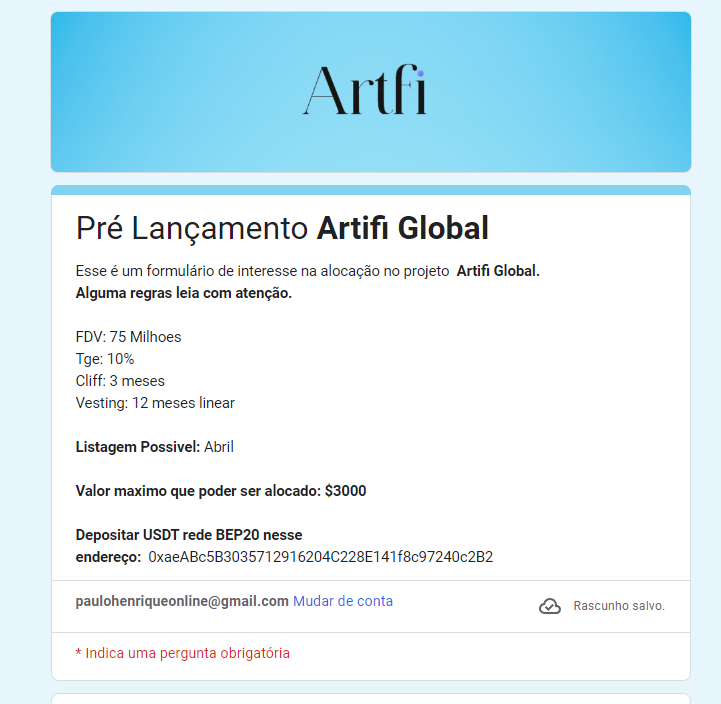 Artfi
Pré Lançamento Artifi Global
Esse é um formulário de interesse na alocação no projeto Artifi Global.
Alguma regras leia com atenção.
FDV: 75 Milhoes
Tge: 10%
Cliff: 3 meses
Vesting: 12 meses linear
Listagem Possivel: Abril
Valor maximo que poder ser alocado: $3000
Depositar USDT rede BEP20 nesse
endereço: 0xaeABc5B3035712916204C228E141f8c97240c2B2
paulohenriqueonline@gmail.com Mudar de conta
Rascunho salvo.
* Indica uma pergunta obrigatória